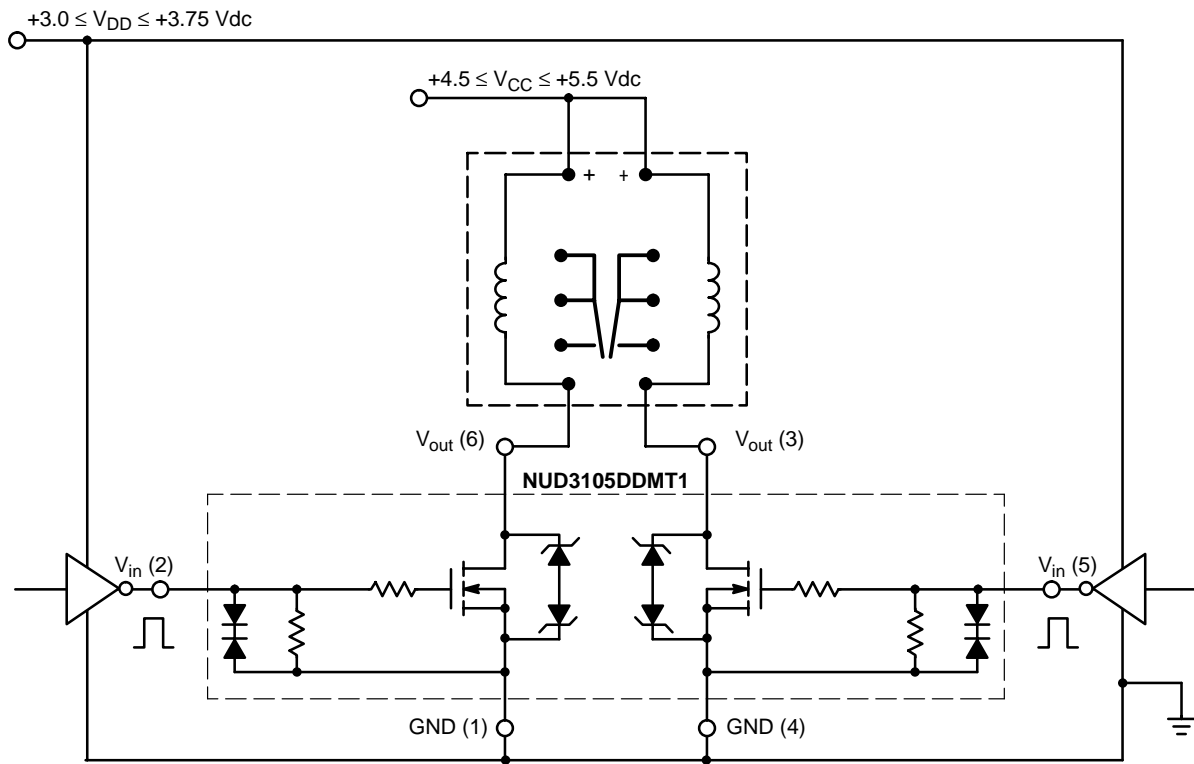 +3.0 ≤ VDD ≤ +3.75 Vdc
+4.5 ≤ VCC ≤ +5.5 Vdc
+ +
Vout (6)
Vout (3)
NUD3105DDMT1
Vin (2)
Vin (5)
GND (1)
GND (4)